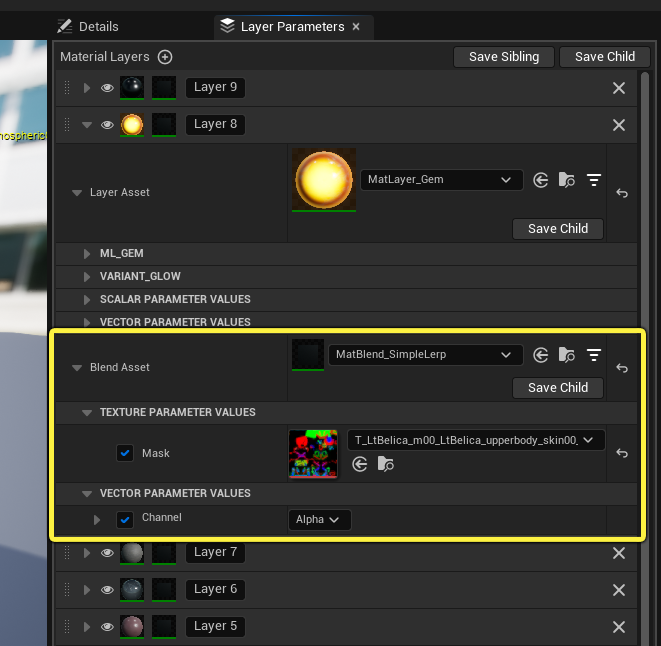 Details
Layer Parameters
Material Layers
Save Sibling
Save Child
Layer 9
Layer 8
Layer Asset
MatLayer_Gem
Save Child
ML_GEM
VARIANT_GLOW
SCALAR PARAMETER VALUES
VECTOR PARAMETER VALUES
Blend Asset
MatBlend_SimpleLerp
Save Child
TEXTURE PARAMETER VALUES
Mask
T_LtBelica_m00_LtBelica_upperbody_skin00_
VECTOR PARAMETER VALUES
Channel
Alpha
Layer 7
Layer 6
Layer 5